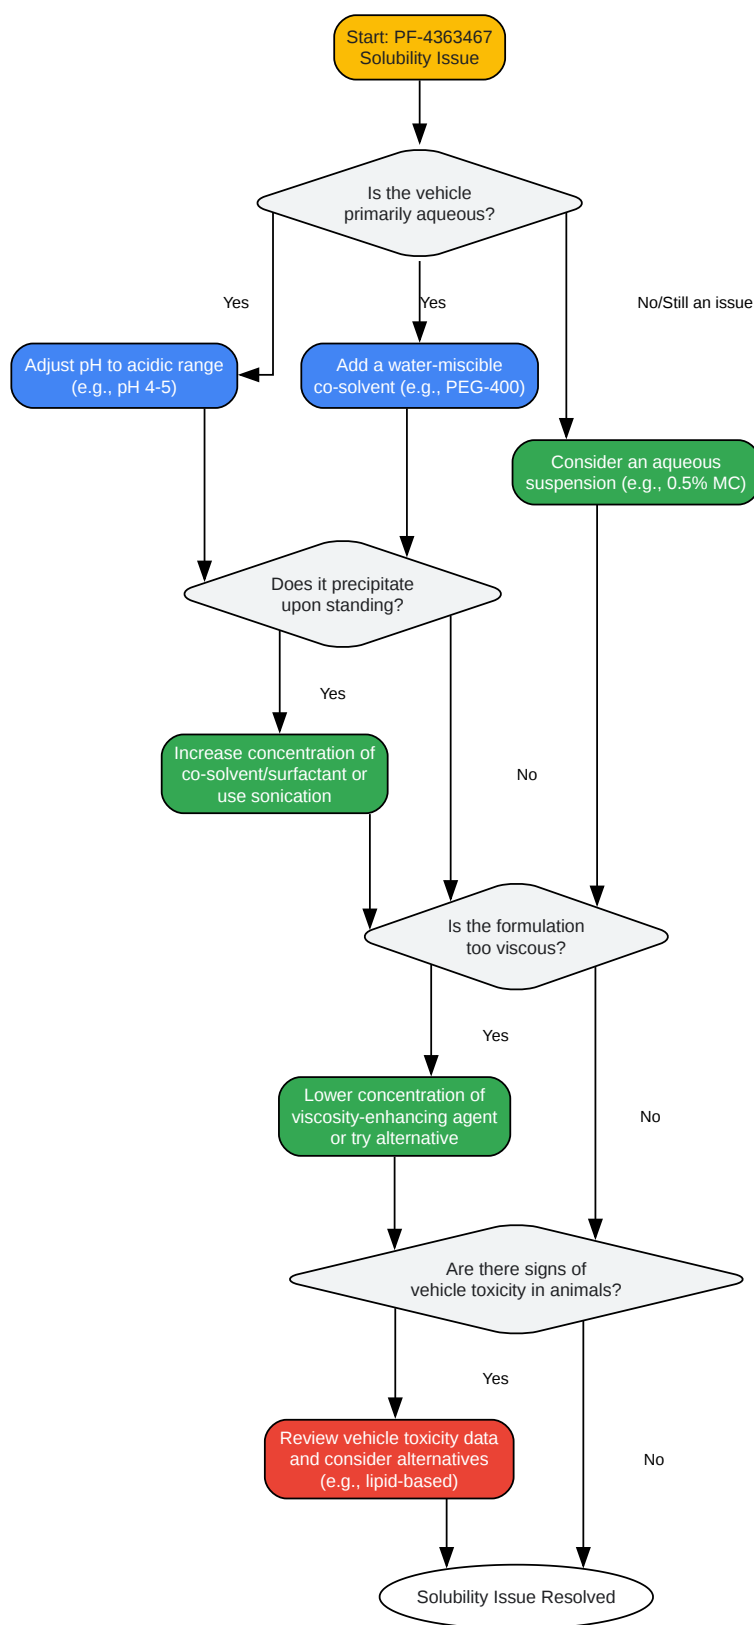 Start: PF-4363467
Solubility Issue
Is the vehicle
primarily aqueous?
Yes
Yes
No/Still an issue
Adjust pH to acidic range
(e.g., pH 4-5)
Add a water-miscible
co-solvent (e.g., PEG-400)
Consider an aqueous
suspension (e.g., 0.5% MC)
Does it precipitate
upon standing?
Yes
Increase concentration of
co-solvent/surfactant or
use sonication
No
Is the formulation
too viscous?
Yes
Lower concentration of
viscosity-enhancing agent
or try alternative
No
Are there signs of
vehicle toxicity in animals?
Yes
Review vehicle toxicity data
and consider alternatives
(e.g., lipid-based)
No
Solubility Issue Resolved